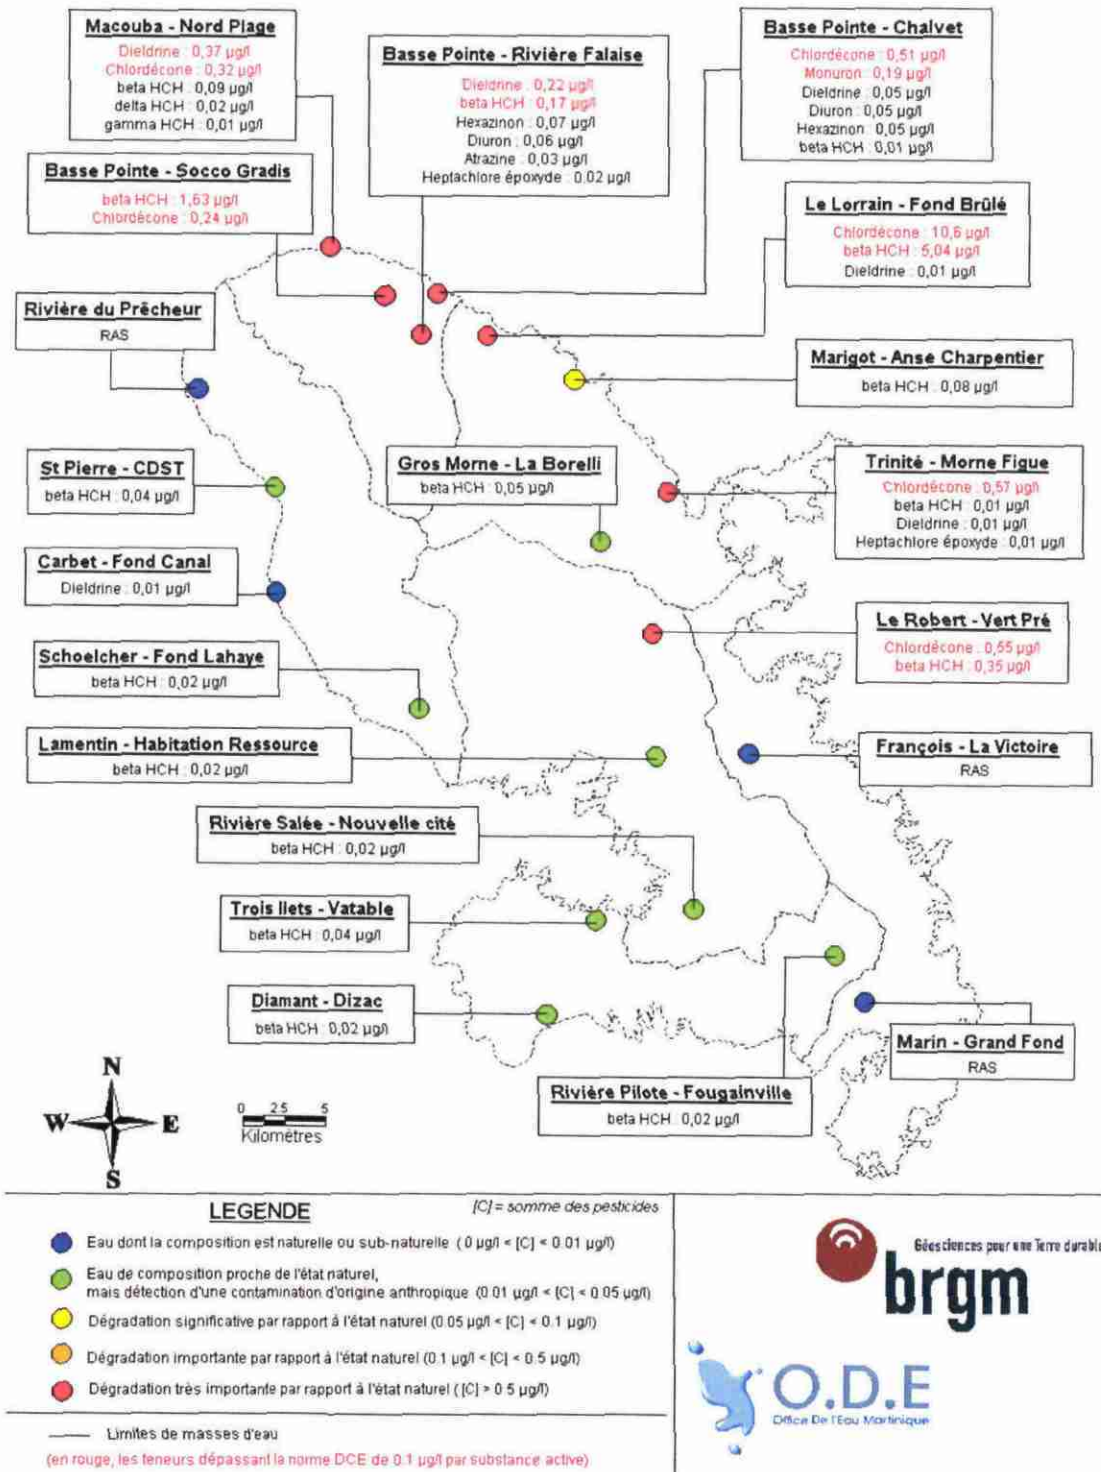 Macouba - Nord Plage
Dieldrine : 0,37 µg/l
Chlordécone : 0,32 µg/l
beta HCH : 0,09 µg/l
delta HCH : 0,02 µg/l
gamma HCH : 0,01 µg/l
Basse Pointe - Rivière Falaise
Dieldrine : 0,22 µg/l
beta HCH : 0,17 µg/l
Hexazinon : 0,07 µg/l
Diuron : 0,06 µg/l
Atrazine : 0,03 µg/l
Heptachlore époxyde : 0,02 µg/l
Basse Pointe - Chalvet
Chlordécone : 0,51 µg/l
Monuron : 0,19 µg/l
Dieldrine : 0,05 µg/l
Diuron : 0,05 µg/l
Hexazinon : 0,05 µg/l
beta HCH : 0,01 µg/l
Basse Pointe - Socco Gradis
beta HCH : 1,63 µg/l
Chlordécone : 0,24 µg/l
Le Lorrain - Fond Brûlé
Chlordécone : 10,6 µg/l
beta HCH : 5,04 µg/l
Dieldrine : 0,01 µg/l
Rivière du Prêcheur
RAS
Marigot - Anse Charpentier
beta HCH : 0,08 µg/l
St Pierre - CDST
beta HCH : 0,04 µg/l
Gros Morne - La Borelli
beta HCH : 0,05 µg/l
Trinité - Morne Figue
Chlordécone : 0,57 µg/l
beta HCH : 0,01 µg/l
Dieldrine : 0,01 µg/l
Heptachlore époxyde : 0,01 µg/l
Carbet - Fond Canal
Dieldrine : 0,01 µg/l
Le Robert - Vert Pré
Chlordécone : 0,55 µg/l
beta HCH : 0,35 µg/l
Schoelcher - Fond Lahaye
beta HCH : 0,02 µg/l
Lamentin - Habitation Ressource
beta HCH : 0,02 µg/l
François - La Victoire
RAS
Rivière Salée - Nouvelle cité
beta HCH : 0,02 µg/l
Trois Ilets - Vatable
beta HCH : 0,04 µg/l
Diamant - Dizac
beta HCH : 0,02 µg/l
Marin - Grand Fond
RAS
Rivière Pilote - Fougainville
beta HCH : 0,02 µg/l
N
W E
S
0 2.5 5
Kilomètres
LEGENDE
[C] = somme des pesticides
Eau dont la composition est naturelle ou sub-naturelle ( 0 µg/l < [C] < 0.01 µg/l)
Eau de composition proche de l'état naturel,
mais détection d'une contamination d'origine anthropique (0.01 µg/l < [C] < 0.05 µg/l)
Dégradation significative par rapport à l'état naturel (0.05 µg/l < [C] < 0.1 µg/l)
Dégradation importante par rapport à l'état naturel (0.1 µg/l < [C] < 0.5 µg/l)
Dégradation très importante par rapport à l'état naturel ( [C] > 0.5 µg/l)
Limites de masses d'eau
(en rouge, les teneurs dépassant la norme DCE de 0.1 µg/l par substance active)
Géosciences pour une Terre durable
brgm
O.D.E
Office De l'Eau Martinique